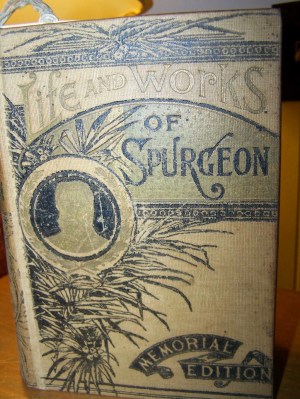 Life and Works
of
Spurgeon
Memorial
Edition